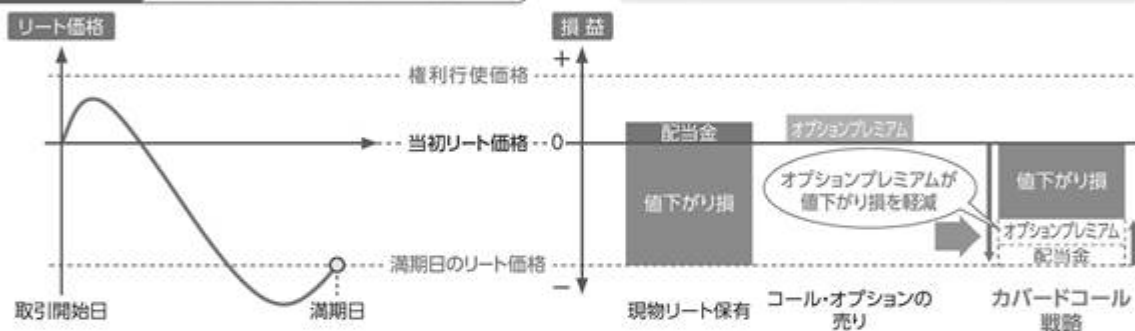 リート価格
権利行使価格
当初リート価格
満期日のリート価格
取引開始日
満期日
損益
+
0
−
配当金
値下がり損
現物リート保有
オプションプレミアム
オプションプレミアムが
値下がり損を軽減
コール・オプションの
売り
値下がり損
オプションプレミアム
配当金
カバードコール
戦略